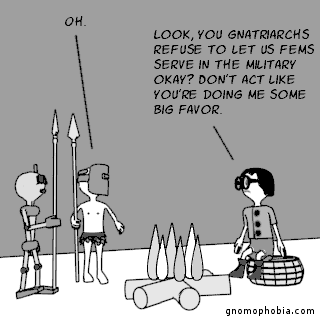 OH.
LOOK, YOU GNATRIARCHS
REFUSE TO LET US FEMS
SERVE IN THE MILITARY
OKAY? DON'T ACT LIKE
YOU'RE DOING ME SOME
BIG FAVOR.
gnomophobia.com